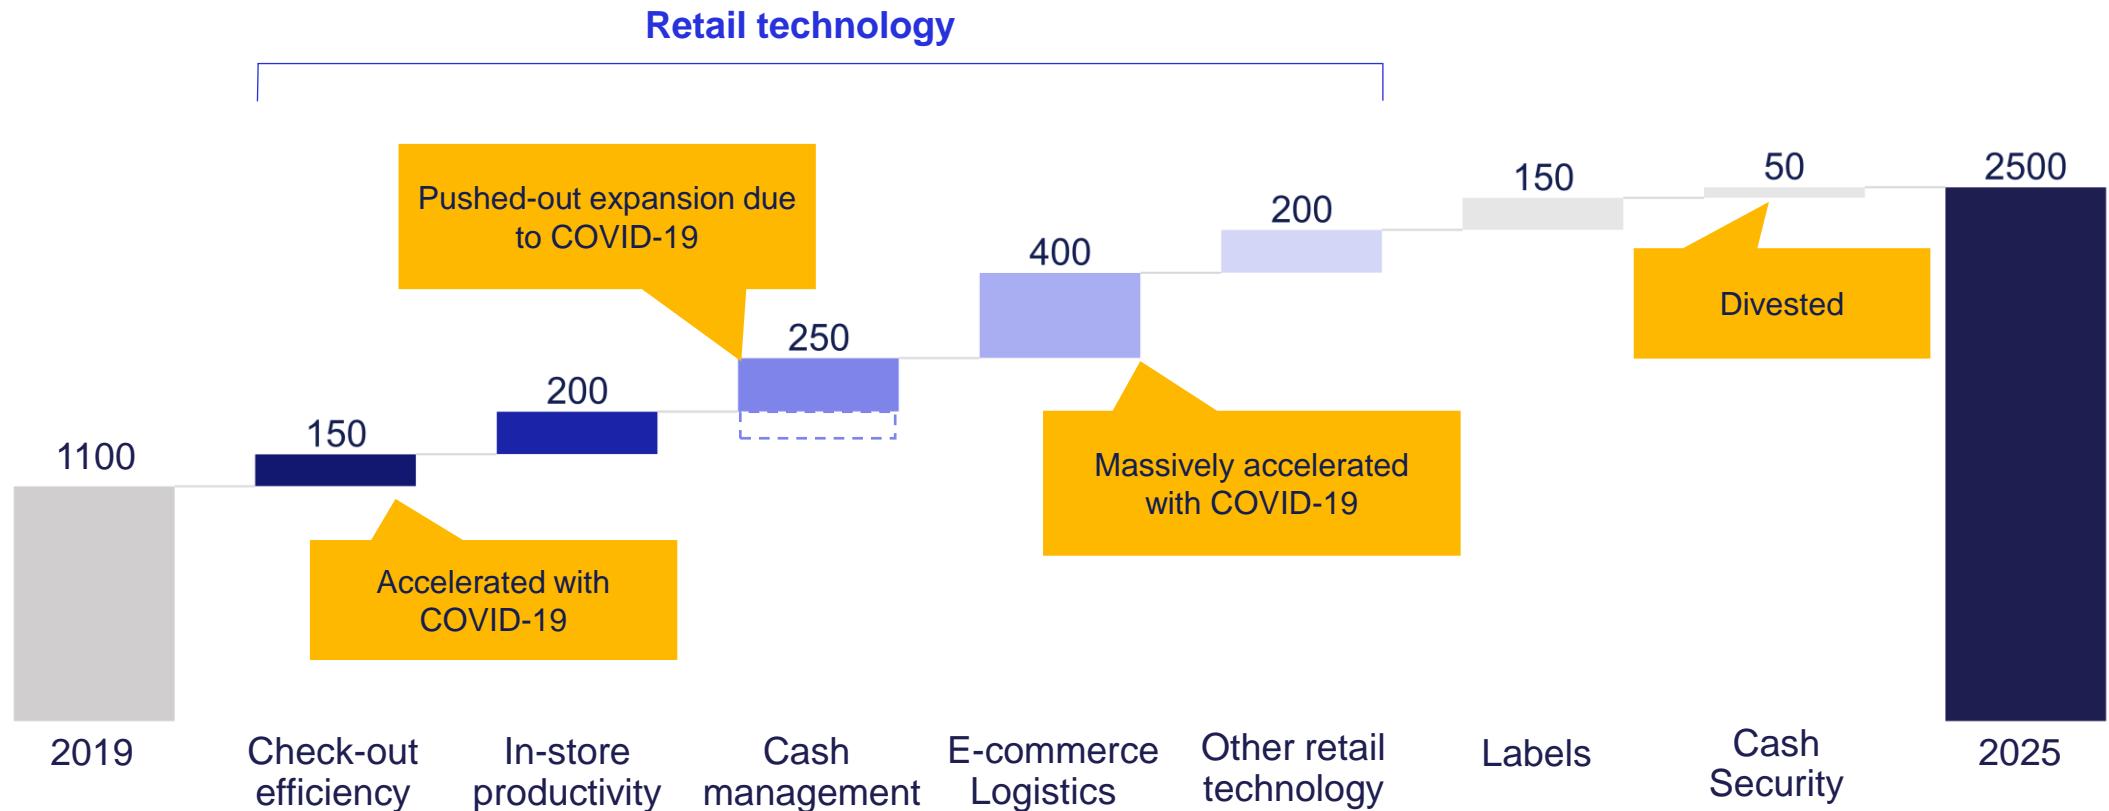 Retail technology
Pushed-out expansion due
to COVID-19
1100
150
200
250
400
200
150
50
2500
Divested
Massively accelerated
with COVID-19
Accelerated with
COVID-19
2019
Check-out
efficiency
In-store
productivity
Cash
management
E-commerce
Logistics
Other retail
technology
Labels
Cash
Security
2025